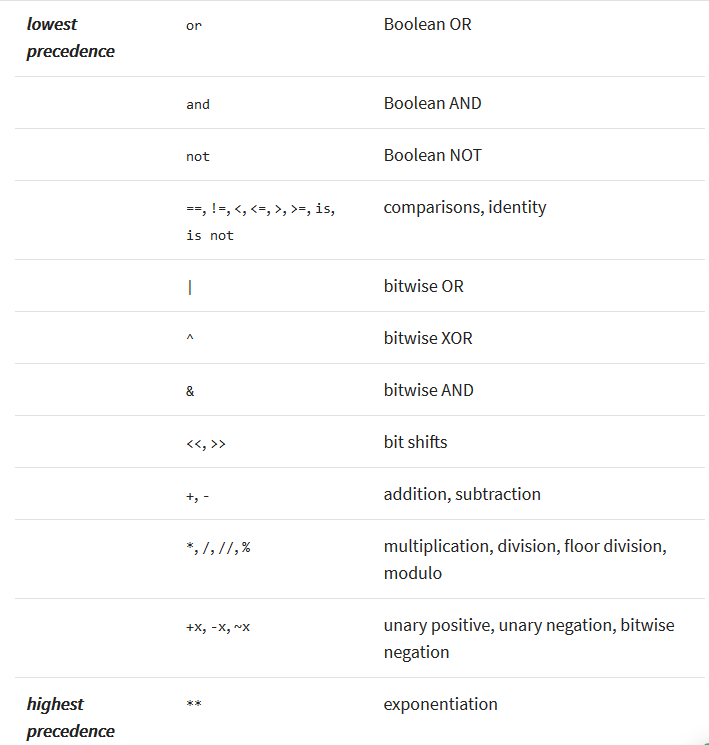 lowest precedence or Boolean OR
and Boolean AND
not Boolean NOT
==, !=, <, <=, >, >=, is, is not comparisons, identity
| bitwise OR
^ bitwise XOR
& bitwise AND
<<, >> bit shifts
+, - addition, subtraction
*, /, //, % multiplication, division, floor division, modulo
+x, -x, ~x unary positive, unary negation, bitwise negation
highest precedence ** exponentiation